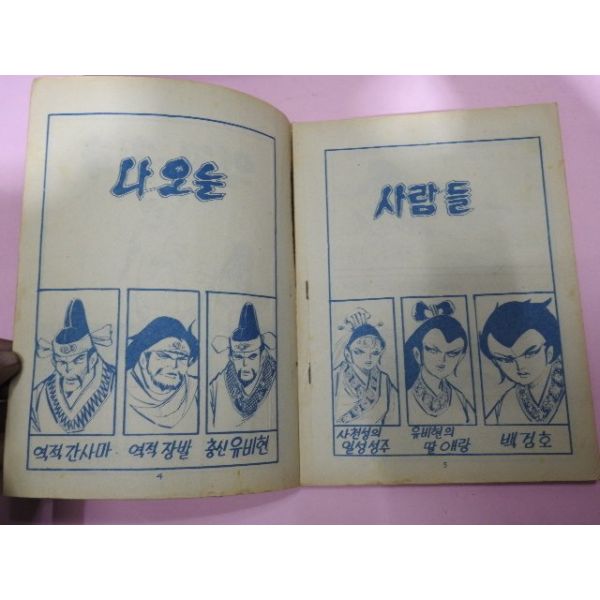 나오는
역적 간사마
역적 장발
충신 유비현
4
사람들
사천성의
일성성주
유비현의
딸 애랑
백검호
5